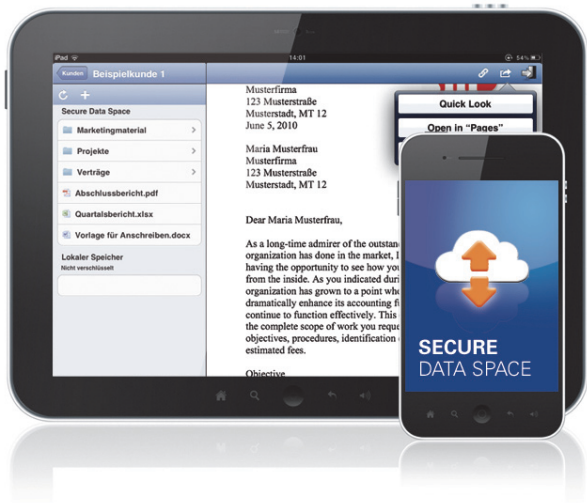 iPad
14:01
54%
Kunden
Beispielkunde 1
Secure Data Space
Marketingmaterial
Projekte
Verträge
Abschlussbericht.pdf
Quartalsbericht.xlsx
Vorlage für Anschreiben.docx
Lokaler Speicher
Nicht verschlüsselt
Musterfirma
123 Musterstraße
Musterstadt, MT 12
June 5, 2010
Maria Musterfrau
Musterfirma
123 Musterstraße
Musterstadt, MT 12
Dear Maria Musterfrau,
As a long-time admirer of the outstan
organization has done in the market, I
having the opportunity to see how you
from the inside. As you indicated duri
organization has grown to a point whe
dramatically enhance its accounting f
continue to function effectively. This
the complete scope of work you reque
objectives, procedures, identification
estimated fees.
Objective
Quick Look
Open in “Pages”
SECURE
DATA SPACE